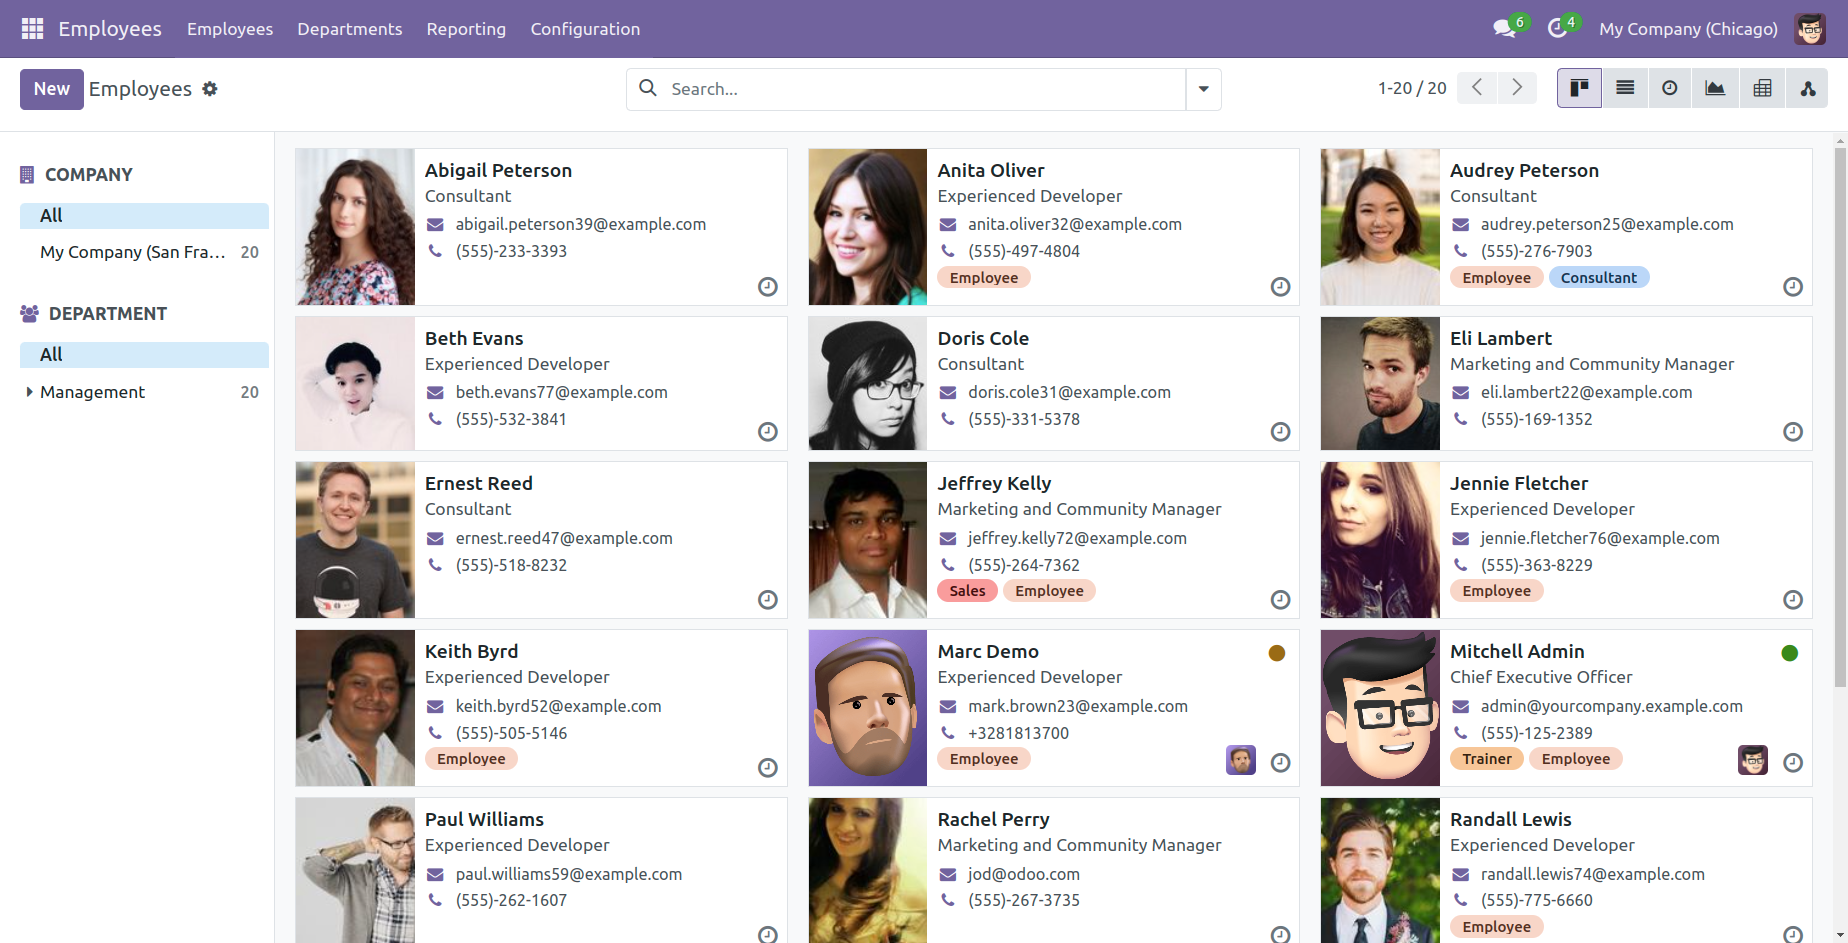 Employees Employees Departments Reporting Configuration 6 4 My Company (Chicago)
New Employees Search... 1-20 / 20
COMPANY
All
My Company (San Fra... 20
DEPARTMENT
All
Management 20
Abigail Peterson
Consultant
abigail.peterson39@example.com
(555)-233-3393
Anita Oliver
Experienced Developer
anita.oliver32@example.com
(555)-497-4804
Employee
Audrey Peterson
Consultant
audrey.peterson25@example.com
(555)-276-7903
Employee Consultant
Beth Evans
Experienced Developer
beth.evans77@example.com
(555)-532-3841
Doris Cole
Consultant
doris.cole31@example.com
(555)-331-5378
Eli Lambert
Marketing and Community Manager
eli.lambert22@example.com
(555)-169-1352
Ernest Reed
Consultant
ernest.reed47@example.com
(555)-518-8232
Jeffrey Kelly
Marketing and Community Manager
jeffrey.kelly72@example.com
(555)-264-7362
Sales Employee
Jennie Fletcher
Experienced Developer
jennie.fletcher76@example.com
(555)-363-8229
Employee
Keith Byrd
Experienced Developer
keith.byrd52@example.com
(555)-505-5146
Employee
Marc Demo
Experienced Developer
mark.brown23@example.com
+3281813700
Employee
Mitchell Admin
Chief Executive Officer
admin@yourcompany.example.com
(555)-125-2389
Trainer Employee
Paul Williams
Experienced Developer
paul.williams59@example.com
(555)-262-1607
Rachel Perry
Marketing and Community Manager
jod@odoo.com
(555)-267-3735
Randall Lewis
Experienced Developer
randall.lewis74@example.com
(555)-775-6660
Employee